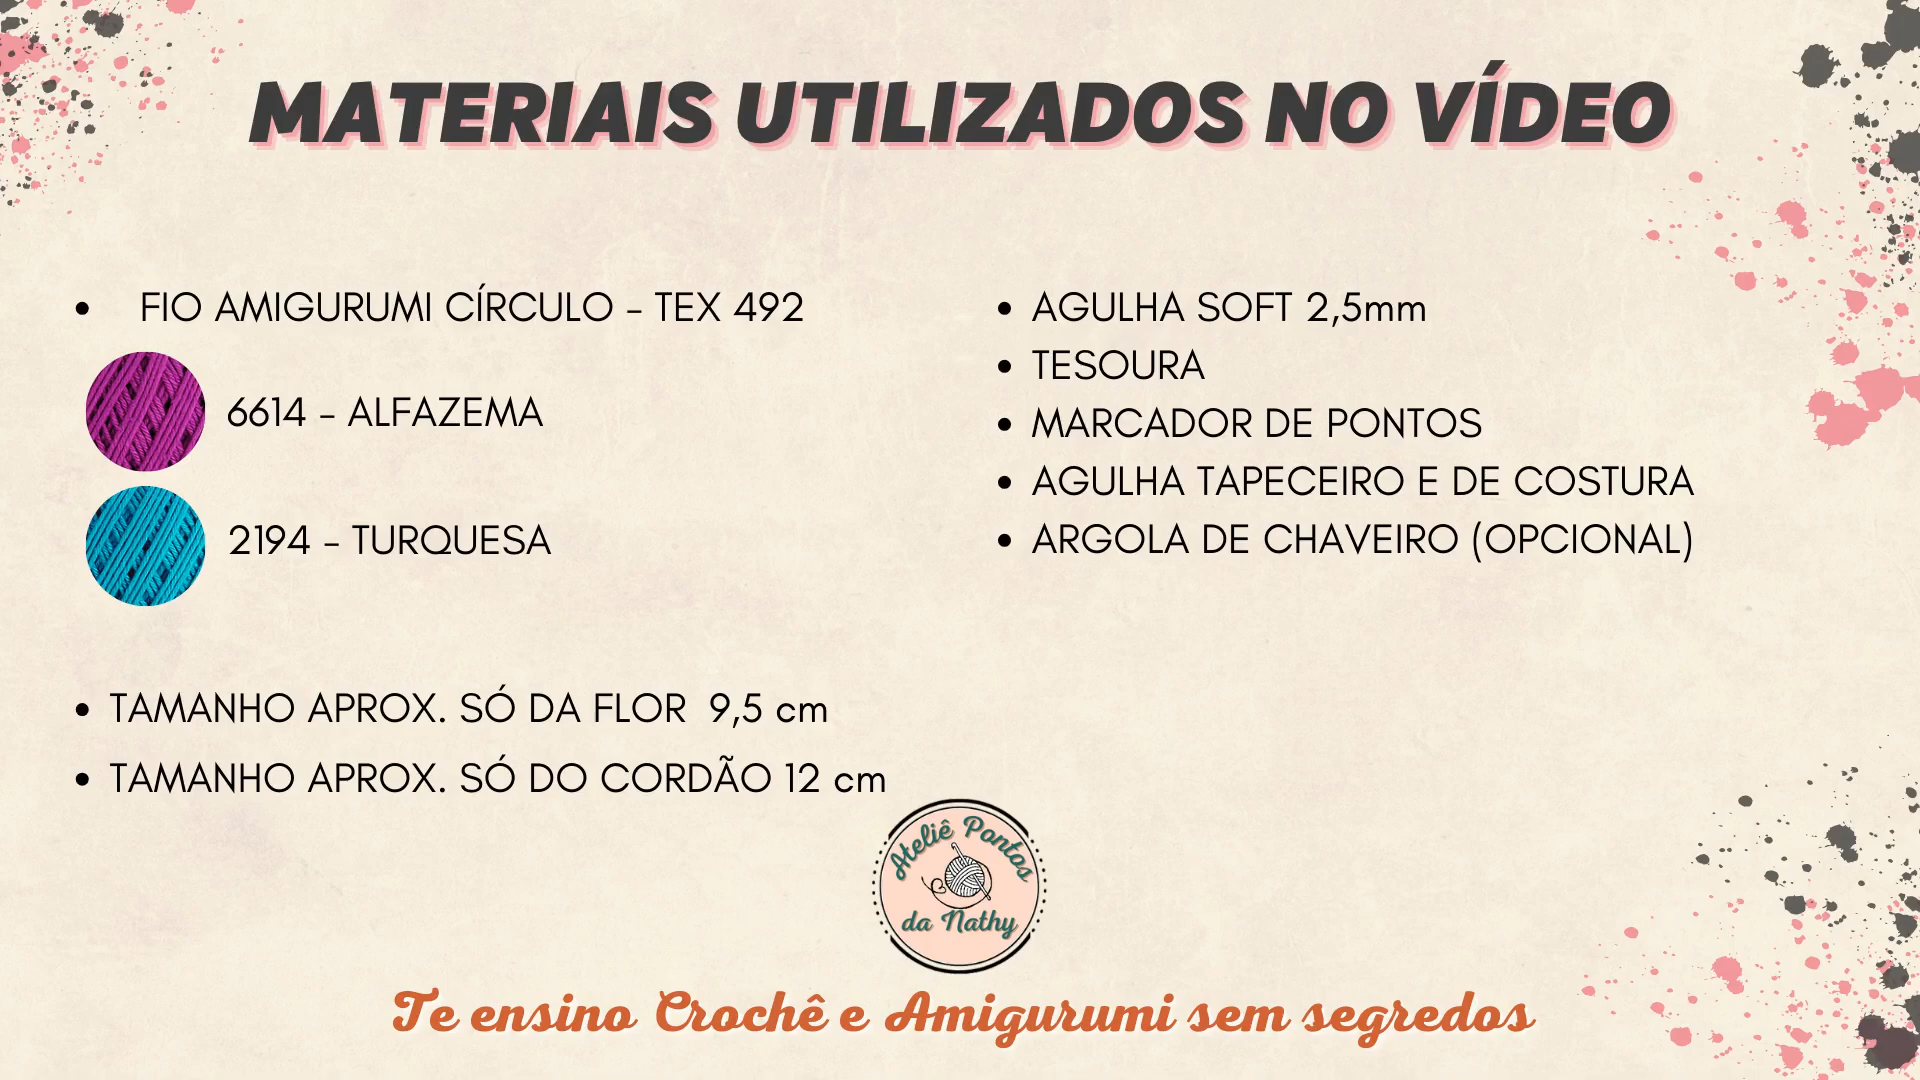 MATERIAIS UTILIZADOS NO VÍDEO
• FIO AMIGURUMI CÍRCULO - TEX 492
6614 - ALFAZEMA
2194 - TURQUESA
• TAMANHO APROX. SÓ DA FLOR 9,5 cm
• TAMANHO APROX. SÓ DO CORDÃO 12 cm
• AGULHA SOFT 2,5mm
• TESOURA
• MARCADOR DE PONTOS
• AGULHA TAPECEIRO E DE COSTURA
• ARGOLA DE CHAVEIRO (OPCIONAL)
Ateliê Pontos
da Nathy
Te ensino Crochê e Amigurumi sem segredos